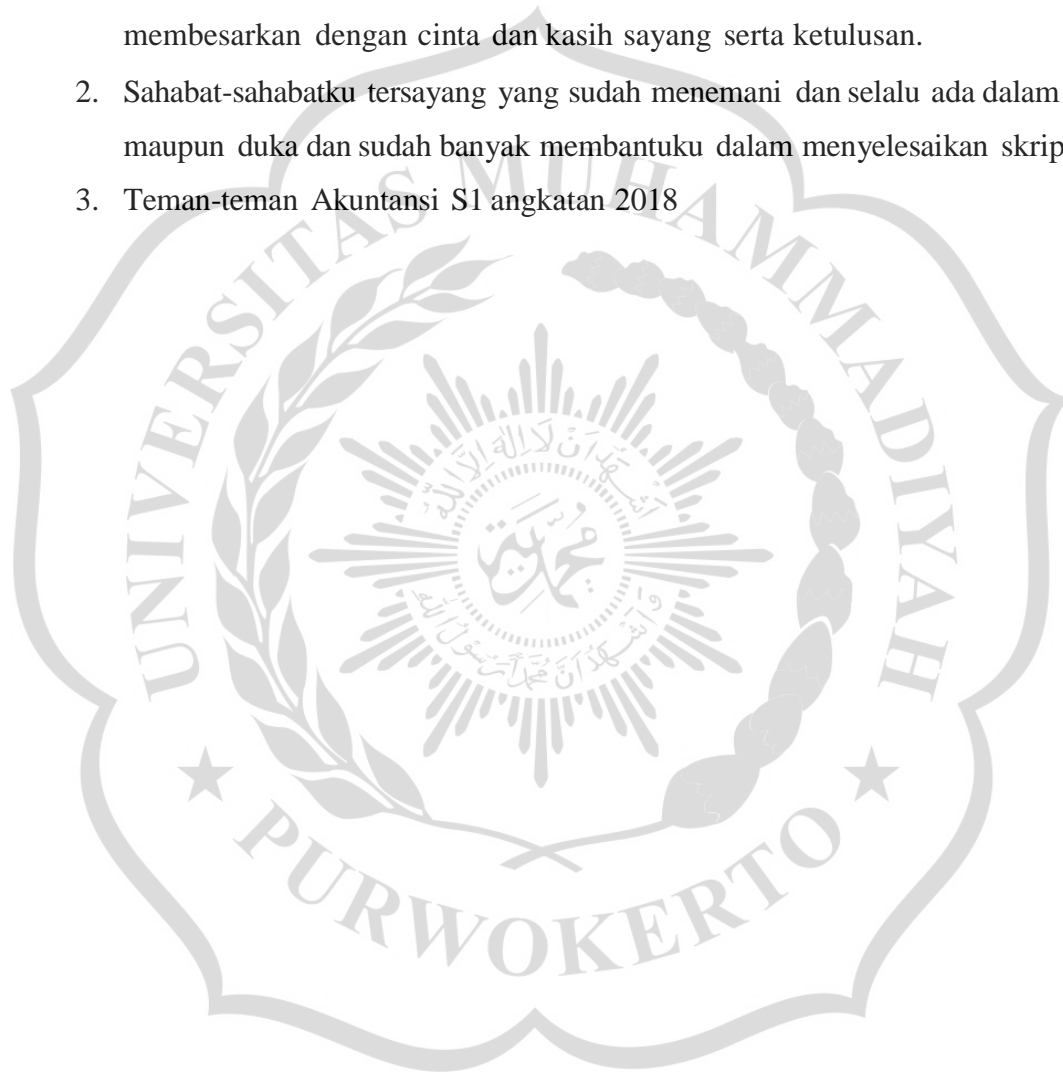 membesarkan dengan cinta dan kasih sayang serta ketulusan.
2. Sahabat-sahabatku tersayang yang sudah menemani dan selalu ada dalam
maupun duka dan sudah banyak membantuku dalam menyelesaikan skrip
3. Teman-teman Akuntansi S1 angkatan 2018
UNIVERSITAS MUHAMMADIYAH
اَشْهَدُ اَنْ لَا اِلٰهَ اِلَّا اللّٰهُ
مُحَمَّدِيَّة
وَاَشْهَدُ اَنَّ مُحَمَّدًا رَسُوْلُ اللّٰهِ
PURWOKERTO